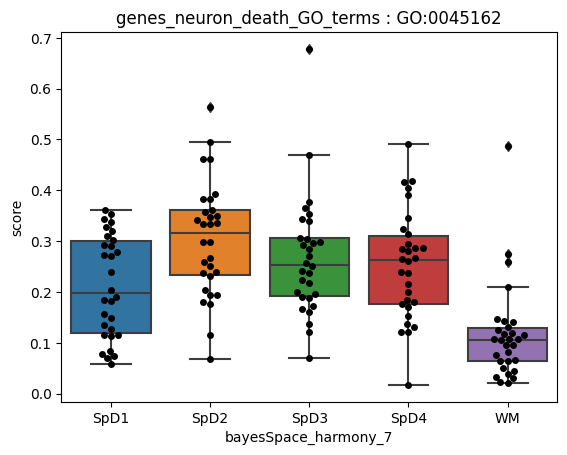 genes_neuron_death_GO_terms : GO:0045162
0.7
0.6
0.5
0.4
0.3
0.2
0.1
0.0
score
SpD1 SpD2 SpD3 SpD4 WM
bayesSpace_harmony_7